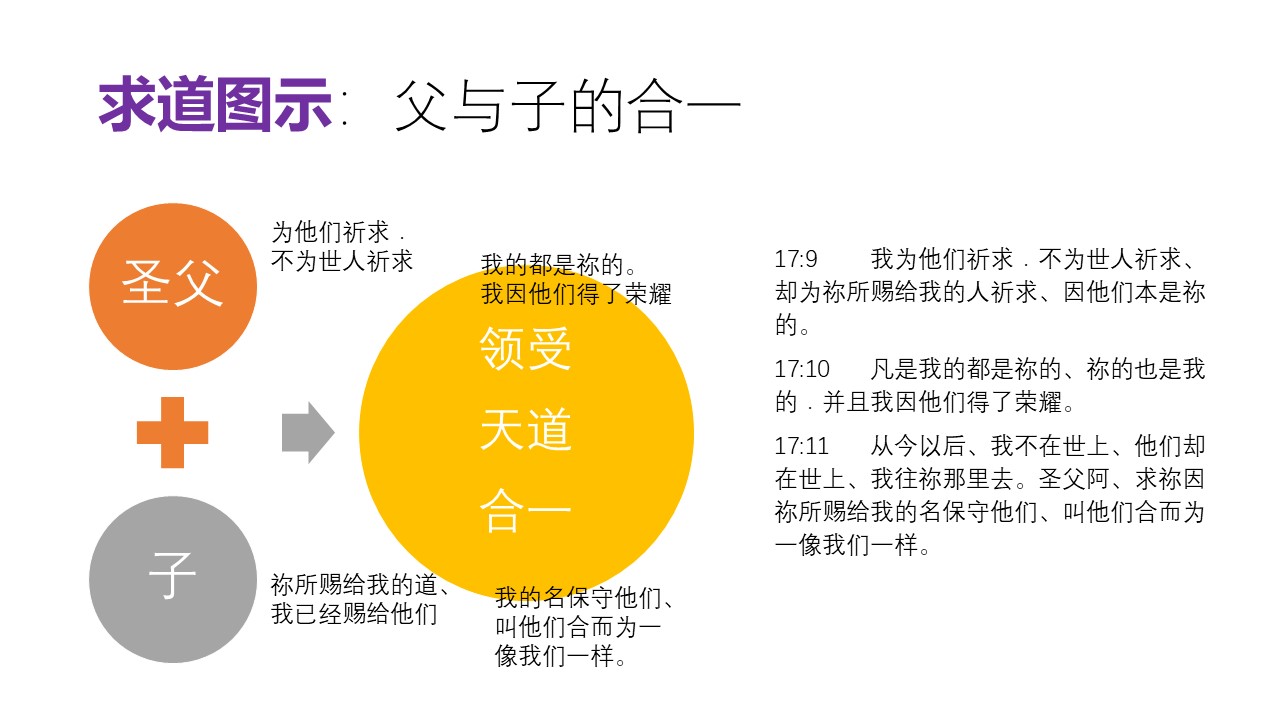 求道图示： 父与子的合一
圣父
为他们祈求．
不为世人祈求
我的都是祢的。
我因他们得了荣耀
领受
天道
合一
子
祢所赐给我的道、
我已经赐给他们
我的名保守他们、
叫他们合而为一
像我们一样。
17:9 我为他们祈求．不为世人祈求、
却为祢所赐给我的人祈求、因他们本是祢
的。
17:10 凡是我的都是祢的、祢的也是我
的．并且我因他们得了荣耀。
17:11 从今以后、我不在世上、他们却
在世上、我往祢那里去。圣父阿、求祢因
祢所赐给我的名保守他们、叫他们合而为
一像我们一样。